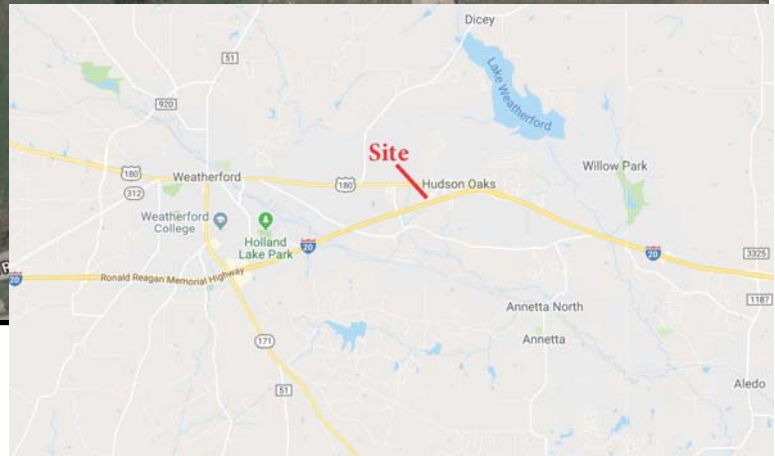 Dicey
51
920
Lake Weatherford
Site
Willow Park
180
Weatherford
180
Hudson Oaks
312
Weatherford
College
Holland
Lake Park
20
20
3325
20
Ronald Reagan Memorial Highway
1187
Annetta North
171
Annetta
51
Aledo